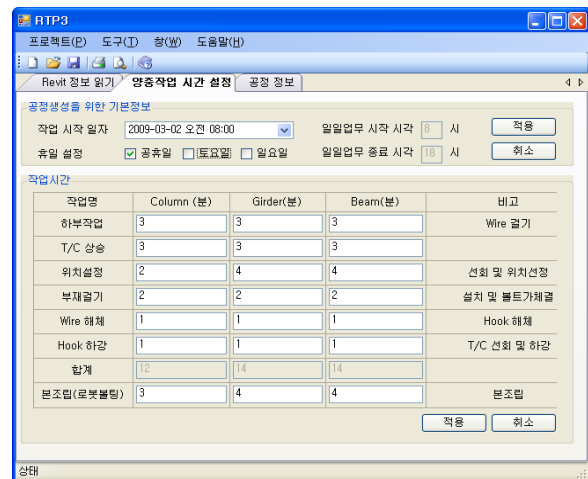 RTP3
프로젝트(P) 도구(T) 창(W) 도움말(H)
Revit 정보 읽기 양중작업 시간 설정 공정 정보
공정생성을 위한 기본정보
작업 시작 일자 2009-03-02 오전 08:00 일일업무 시작 시각 8 시 적용
휴일 설정 공휴일 토요일 일요일 일일업무 종료 시각 18 시 취소
작업시간
작업명 Column (분) Girder(분) Beam(분) 비고
하부작업 3 3 3 Wire 걸기
T/C 상승 3 3 3
위치설정 2 4 4 선회 및 위치선정
부재걸기 2 2 2 설치 및 볼트가체결
Wire 해체 1 1 1 Hook 해체
Hook 하강 1 1 1 T/C 선회 및 하강
합계 12 14 14
본조립(로봇볼팅) 3 4 4 본조립
적용 취소
상태